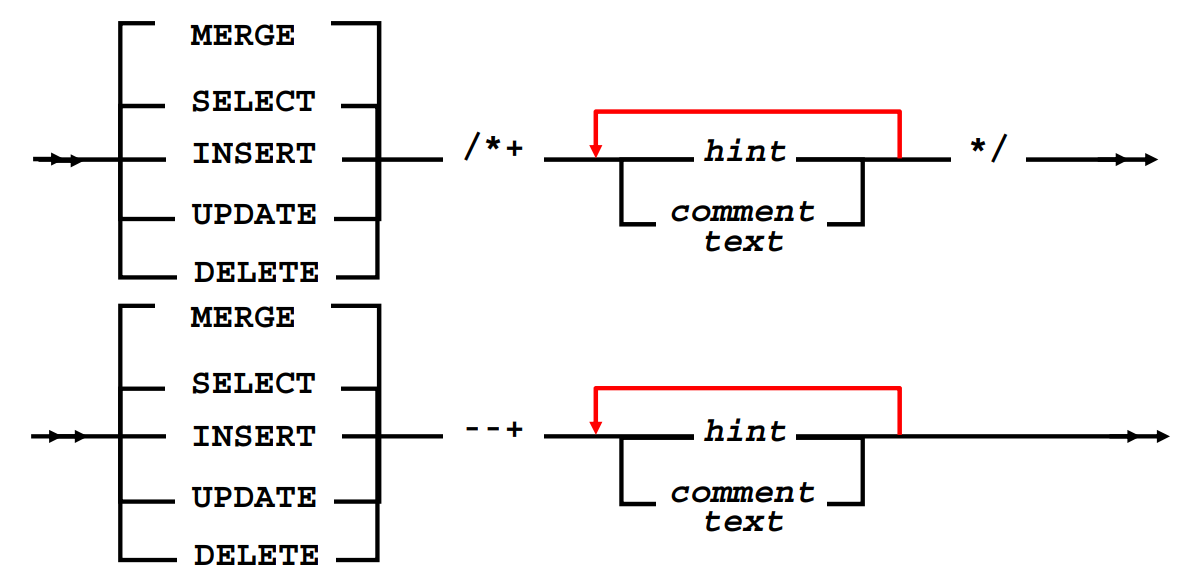 MERGE
SELECT
INSERT
UPDATE
DELETE
/*+
hint
comment
text
*/
MERGE
SELECT
INSERT
UPDATE
DELETE
--+
hint
comment
text